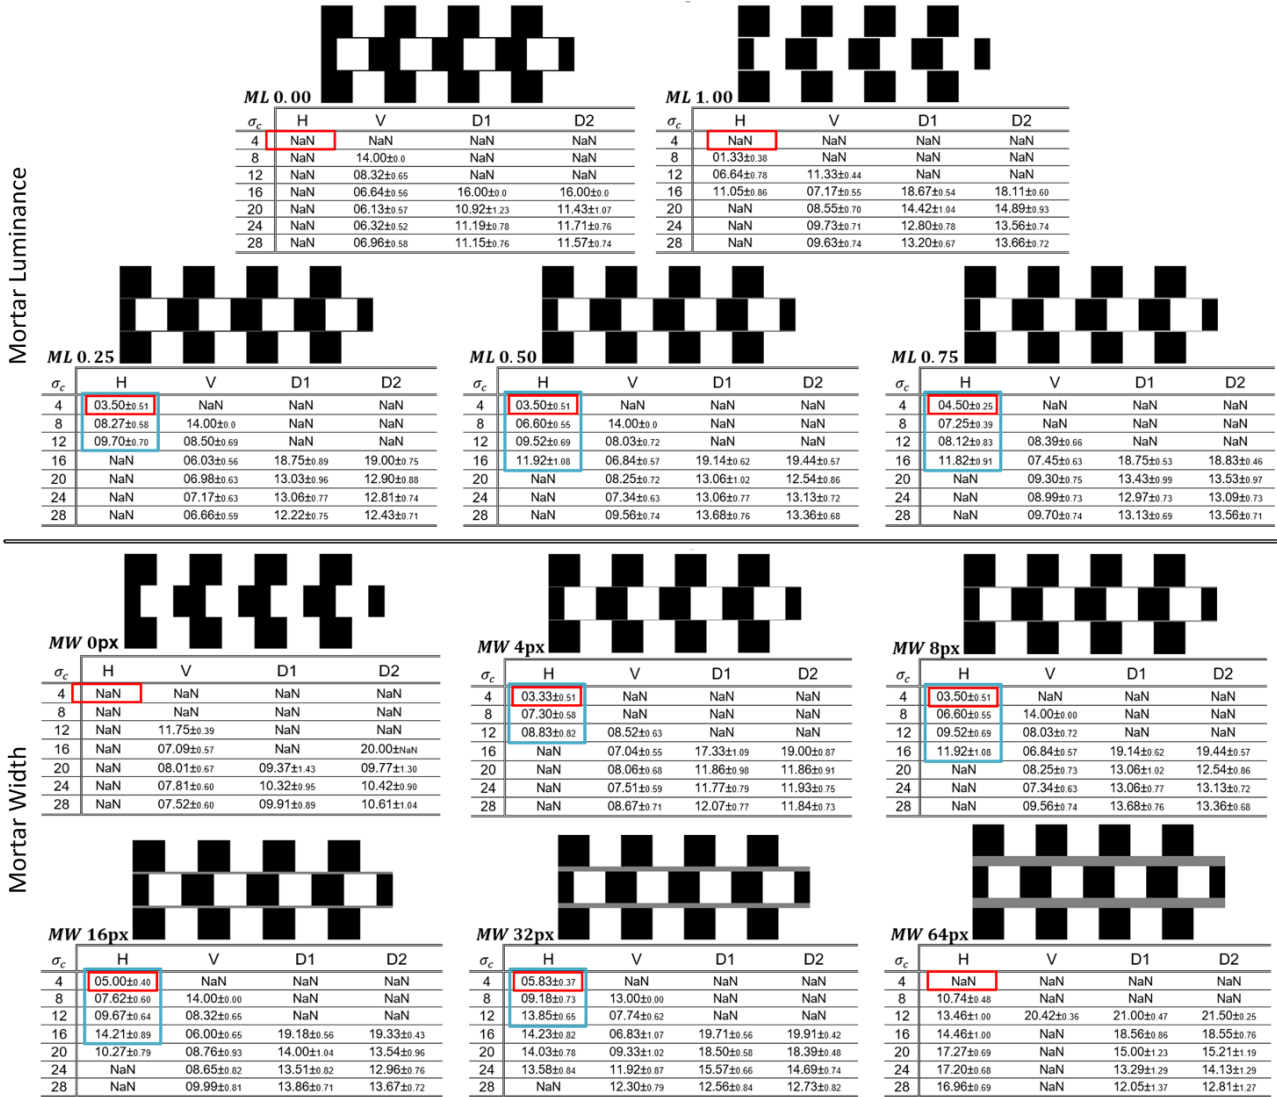 Mortar Luminance
ML 0.00
σc H V D1 D2
4 NaN NaN NaN NaN
8 NaN 14.00±0.0 NaN NaN
12 NaN 08.32±0.65 NaN NaN
16 NaN 06.64±0.56 16.00±0.0 16.00±0.0
20 NaN 06.13±0.57 10.92±1.23 11.43±1.07
24 NaN 06.32±0.52 11.19±0.78 11.71±0.76
28 NaN 06.96±0.58 11.15±0.76 11.57±0.74
ML 1.00
σc H V D1 D2
4 NaN NaN NaN NaN
8 01.33±0.38 NaN NaN NaN
12 06.64±0.78 11.33±0.44 NaN NaN
16 11.05±0.86 07.17±0.55 18.67±0.54 18.11±0.60
20 NaN 08.55±0.70 14.42±1.04 14.89±0.93
24 NaN 09.73±0.71 12.80±0.78 13.56±0.74
28 NaN 09.63±0.74 13.20±0.67 13.66±0.72
ML 0.25
σc H V D1 D2
4 03.50±0.51 NaN NaN NaN
8 08.27±0.58 14.00±0.0 NaN NaN
12 09.70±0.70 08.50±0.69 NaN NaN
16 NaN 06.03±0.56 18.75±0.89 19.00±0.75
20 NaN 06.98±0.63 13.03±0.96 12.90±0.88
24 NaN 07.17±0.63 13.06±0.77 12.81±0.74
28 NaN 06.66±0.59 12.22±0.75 12.43±0.71
ML 0.50
σc H V D1 D2
4 03.50±0.51 NaN NaN NaN
8 06.60±0.55 14.00±0.0 NaN NaN
12 09.52±0.69 08.03±0.72 NaN NaN
16 11.92±1.08 06.84±0.57 19.14±0.62 19.44±0.57
20 NaN 08.25±0.72 13.06±1.02 12.54±0.86
24 NaN 07.34±0.63 13.06±0.77 13.13±0.72
28 NaN 09.56±0.74 13.68±0.76 13.36±0.68
ML 0.75
σc H V D1 D2
4 04.50±0.25 NaN NaN NaN
8 07.25±0.39 NaN NaN NaN
12 08.12±0.83 08.39±0.66 NaN NaN
16 11.82±0.91 07.45±0.63 18.75±0.53 18.83±0.46
20 NaN 09.30±0.75 13.43±0.99 13.53±0.97
24 NaN 08.99±0.73 12.97±0.73 13.09±0.73
28 NaN 09.70±0.74 13.13±0.69 13.56±0.71
Mortar Width
MW 0px
σc H V D1 D2
4 NaN NaN NaN NaN
8 NaN NaN NaN NaN
12 NaN 11.75±0.39 NaN NaN
16 NaN 07.09±0.57 NaN 20.00±NaN
20 NaN 08.01±0.67 09.37±1.43 09.77±1.30
24 NaN 07.81±0.60 10.32±0.95 10.42±0.90
28 NaN 07.52±0.60 09.91±0.89 10.61±1.04
MW 4px
σc H V D1 D2
4 03.33±0.51 NaN NaN NaN
8 07.30±0.58 NaN NaN NaN
12 08.83±0.82 08.52±0.63 NaN NaN
16 NaN 07.04±0.55 17.33±1.09 19.00±0.87
20 NaN 08.06±0.68 11.86±0.98 11.86±0.91
24 NaN 07.51±0.59 11.77±0.79 11.93±0.75
28 NaN 08.67±0.71 12.07±0.77 11.84±0.73
MW 8px
σc H V D1 D2
4 03.50±0.51 NaN NaN NaN
8 06.60±0.55 14.00±0.00 NaN NaN
12 09.52±0.69 08.03±0.72 NaN NaN
16 11.92±1.08 06.84±0.57 19.14±0.62 19.44±0.57
20 NaN 08.25±0.73 13.06±1.02 12.54±0.86
24 NaN 07.34±0.63 13.06±0.77 13.13±0.72
28 NaN 09.56±0.74 13.68±0.76 13.36±0.68
MW 16px
σc H V D1 D2
4 05.00±0.40 NaN NaN NaN
8 07.62±0.60 14.00±0.00 NaN NaN
12 09.67±0.64 08.32±0.65 NaN NaN
16 14.21±0.89 06.00±0.65 19.18±0.56 19.33±0.43
20 10.27±0.79 08.76±0.93 14.00±1.04 13.54±0.96
24 NaN 08.65±0.82 13.51±0.82 12.96±0.76
28 NaN 09.99±0.81 13.86±0.71 13.67±0.72
MW 32px
σc H V D1 D2
4 05.83±0.37 NaN NaN NaN
8 09.18±0.73 13.00±0.00 NaN NaN
12 13.85±0.65 07.74±0.62 NaN NaN
16 14.23±0.82 06.83±1.07 19.71±0.56 19.91±0.42
20 14.03±0.78 09.33±1.02 18.50±0.58 18.39±0.48
24 13.58±0.84 11.92±0.87 15.57±0.66 14.69±0.74
28 NaN 12.30±0.79 12.56±0.84 12.73±0.82
MW 64px
σc H V D1 D2
4 NaN NaN NaN NaN
8 10.74±0.48 NaN NaN NaN
12 13.46±1.00 20.42±0.36 21.00±0.47 21.50±0.25
16 14.46±1.00 NaN 18.56±0.86 18.55±0.76
20 17.27±0.69 NaN 15.00±1.23 15.21±1.19
24 17.20±0.68 NaN 13.29±1.29 14.13±1.29
28 16.96±0.69 NaN 12.05±1.37 12.81±1.27